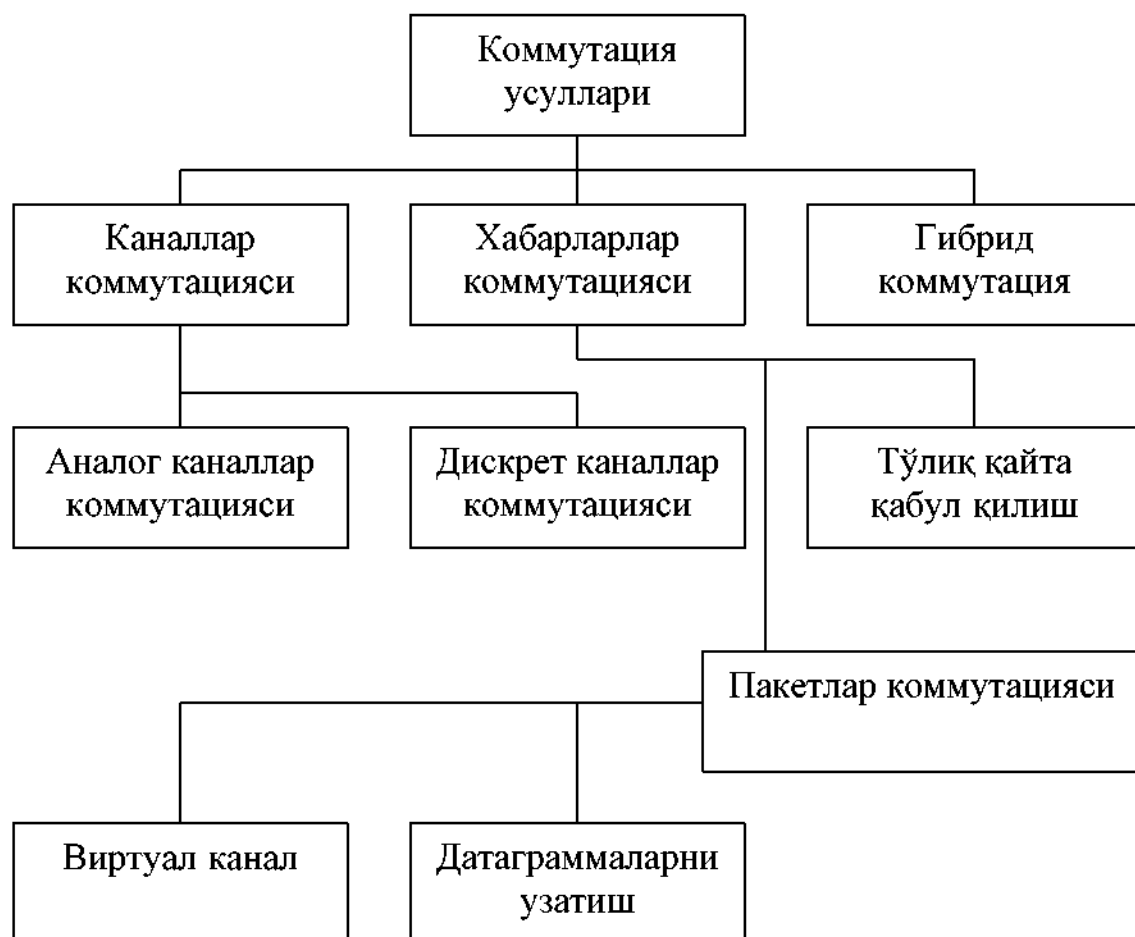 Коммутация
усуллари
Каналлар
коммутацияси
Хабарларлар
коммутацияси
Гибрид
коммутация
Аналог каналлар
коммутацияси
Дискрет каналлар
коммутацияси
Тўлиқ қайта
қабул қилиш
Пакетлар коммутацияси
Виртуал канал
Датаграммаларни
узатиш